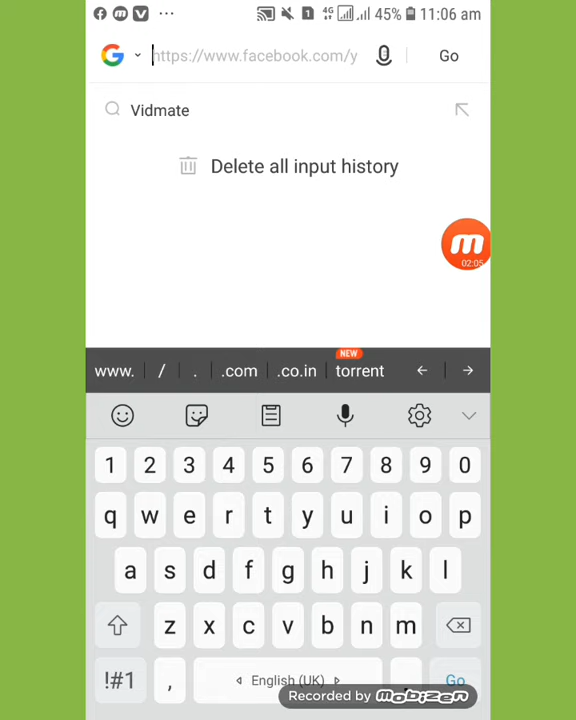 4G 1 45% 11:06 am
https://www.facebook.com/y Go
Vidmate
Delete all input history
02:05
NEW
www. / . .com .co.in torrent ← →
1 2 3 4 5 6 7 8 9 0
q w e r t y u i o p
a s d f g h j k l
z x c v b n m
!#1 , English (UK) . Go
Recorded by mobizen